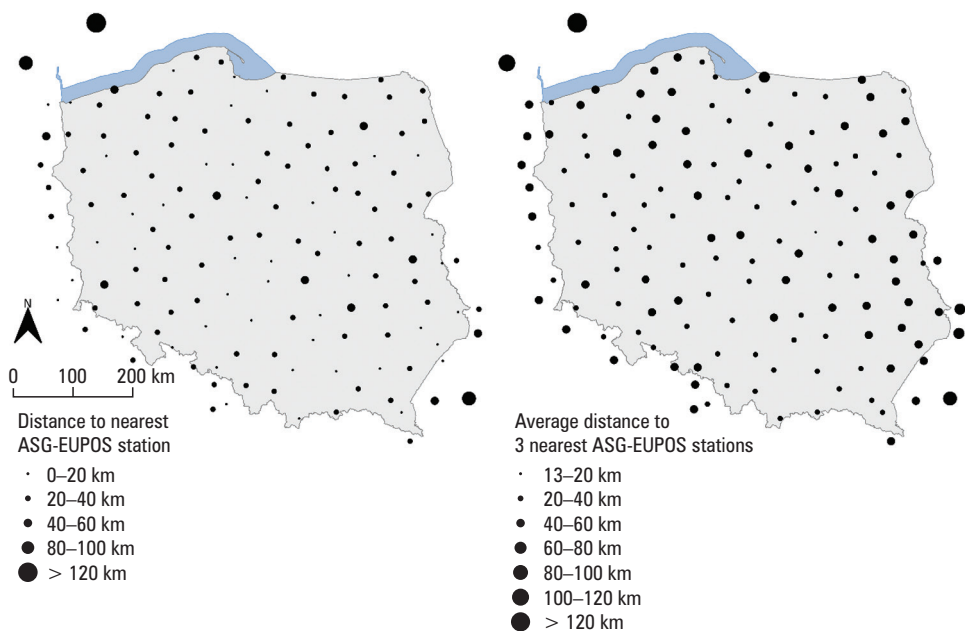 N
0 100 200 km
Distance to nearest
ASG-EUPOS station
0–20 km
20–40 km
40–60 km
80–100 km
> 120 km
Average distance to
3 nearest ASG-EUPOS stations
13–20 km
20–40 km
40–60 km
60–80 km
80–100 km
100–120 km
> 120 km